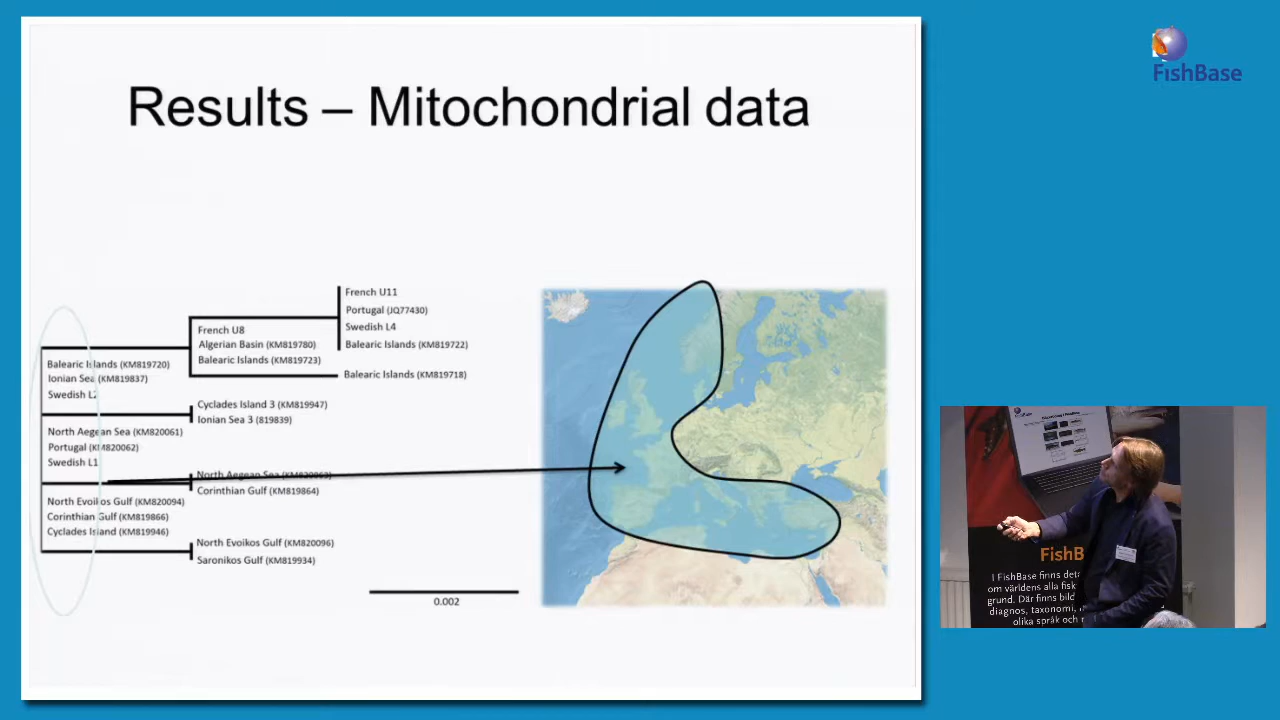 FishBase
Results – Mitochondrial data
French U11
Portugal (JQ77430)
Swedish L4
Balearic Islands (KM819722)
French U8
Algerian Basin (KM819780)
Balearic Islands (KM819723)
Balearic Islands (KM819720)
Ionian Sea (KM819837)
Swedish L2
Balearic Islands (KM819718)
Cyclades Island 3 (KM819947)
Ionian Sea 3 (819839)
North Aegean Sea (KM820061)
Portugal (KM820062)
Swedish L1
North Aegean Sea
Corinthian Gulf (KM819864)
North Evoikos Gulf (KM820094)
Corinthian Gulf (KM819866)
Cyclades Island (KM819946)
North Evoikos Gulf (KM820096)
Saronikos Gulf (KM819934)
0.002
FishB
I FishBase finns deta
om världens alla fisk
grund. Där finns bild
diagnos, taxonomi,
olika språk och